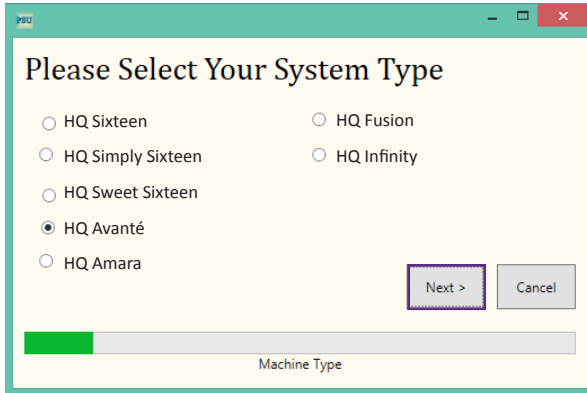 PSU
Please Select Your System Type
HQ Sixteen
HQ Simply Sixteen
HQ Sweet Sixteen
HQ Avanté
HQ Amara
HQ Fusion
HQ Infinity
Next >
Cancel
Machine Type